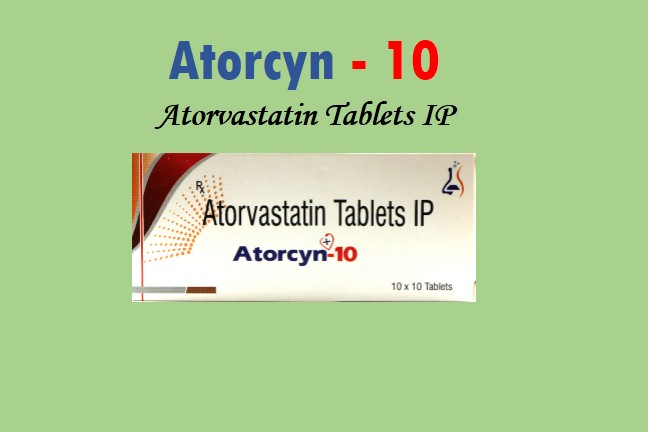 Atorcyn - 10
Atorvastatin Tablets IP
Rx
Atorvastatin Tablets IP
Atorcyn-10
10 x 10 Tablets